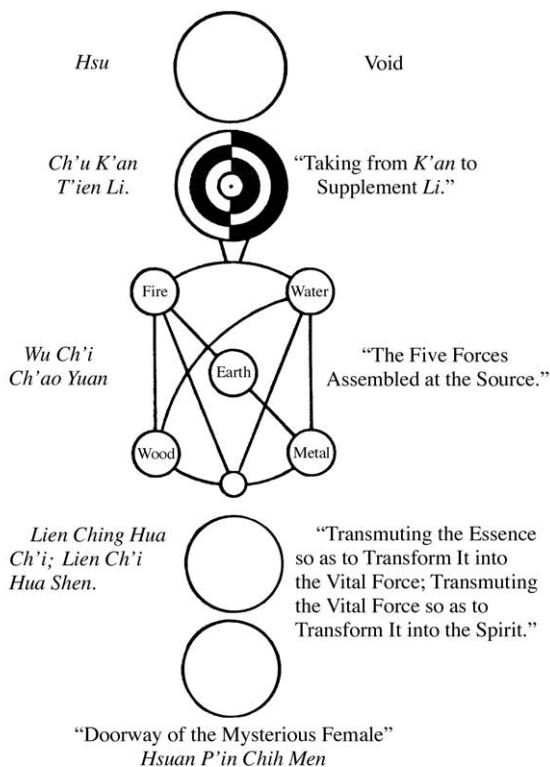 Hsu
Void
Ch’u K’an
T’ien Li.
“Taking from K’an to
Supplement Li.”
Fire
Water
Wu Ch’i
Ch’ao Yuan
Earth
“The Five Forces
Assembled at the Source.”
Wood
Metal
Lien Ching Hua
Ch’i; Lien Ch’i
Hua Shen.
“Transmuting the Essence
so as to Transform It into
the Vital Force; Transmuting
the Vital Force so as to
Transform It into the Spirit.”
“Doorway of the Mysterious Female”
Hsuan P’in Chih Men